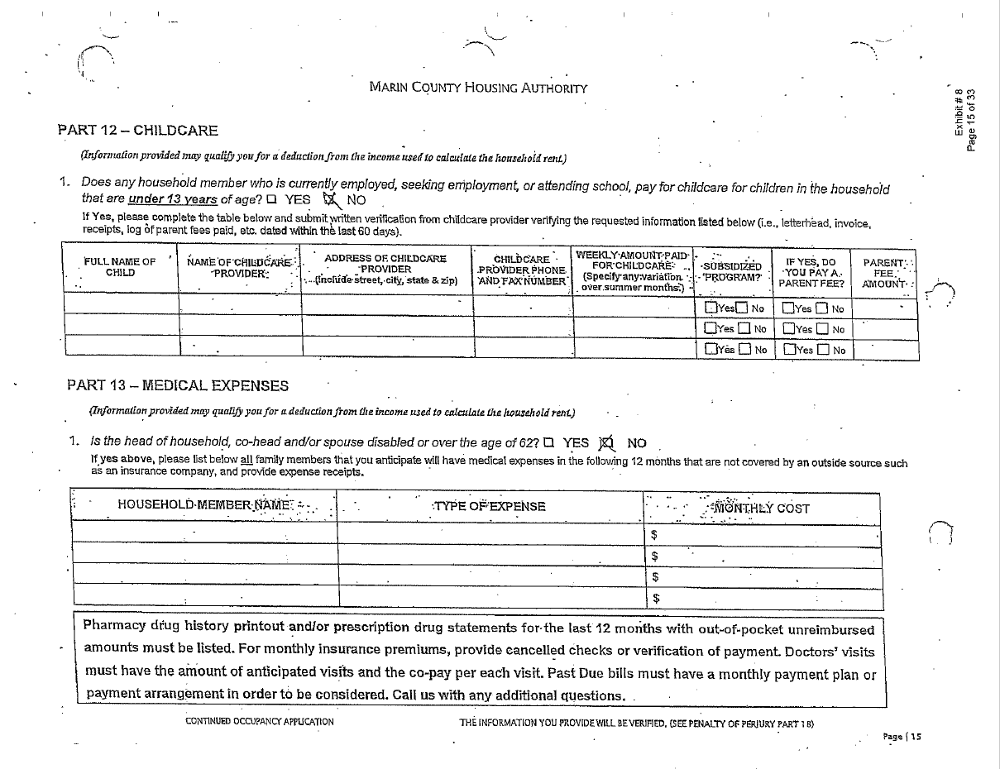 MARIN COUNTY HOUSING AUTHORITY
Exhibit # 8
Page 15 of 33
PART 12 – CHILDCARE
(Information provided may qualify you for a deduction from the income used to calculate the household rent.)
1. Does any household member who is currently employed, seeking employment, or attending school, pay for childcare for children in the household
that are under 13 years of age? ☐ YES ☒ NO
If Yes, please complete the table below and submit written verification from childcare provider verifying the requested information listed below (i.e., letterhead, invoice,
receipts, log of parent fees paid, etc. dated within the last 60 days).
FULL NAME OF
CHILD
NAME OF CHILDCARE
PROVIDER
ADDRESS OF CHILDCARE
PROVIDER
(include street, city, state & zip)
CHILDCARE
PROVIDER PHONE
AND FAX NUMBER
WEEKLY AMOUNT PAID
FOR CHILDCARE
(Specify any variation
over summer months.)
SUBSIDIZED
PROGRAM?
IF YES, DO
YOU PAY A
PARENT FEE?
PARENT
FEE
AMOUNT
☐ Yes ☐ No ☐ Yes ☐ No
☐ Yes ☐ No ☐ Yes ☐ No
☐ Yes ☐ No ☐ Yes ☐ No
PART 13 – MEDICAL EXPENSES
(Information provided may qualify you for a deduction from the income used to calculate the household rent.)
1. Is the head of household, co-head and/or spouse disabled or over the age of 62? ☐ YES ☒ NO
If yes above, please list below all family members that you anticipate will have medical expenses in the following 12 months that are not covered by an outside source such
as an insurance company, and provide expense receipts.
HOUSEHOLD MEMBER NAME TYPE OF EXPENSE MONTHLY COST
$
$
$
$
Pharmacy drug history printout and/or prescription drug statements for the last 12 months with out-of-pocket unreimbursed
amounts must be listed. For monthly insurance premiums, provide cancelled checks or verification of payment. Doctors' visits
must have the amount of anticipated visits and the co-pay per each visit. Past Due bills must have a monthly payment plan or
payment arrangement in order to be considered. Call us with any additional questions.
CONTINUED OCCUPANCY APPLICATION THE INFORMATION YOU PROVIDE WILL BE VERIFIED, (SEE PENALTY OF PERJURY PART 18)
Page | 15